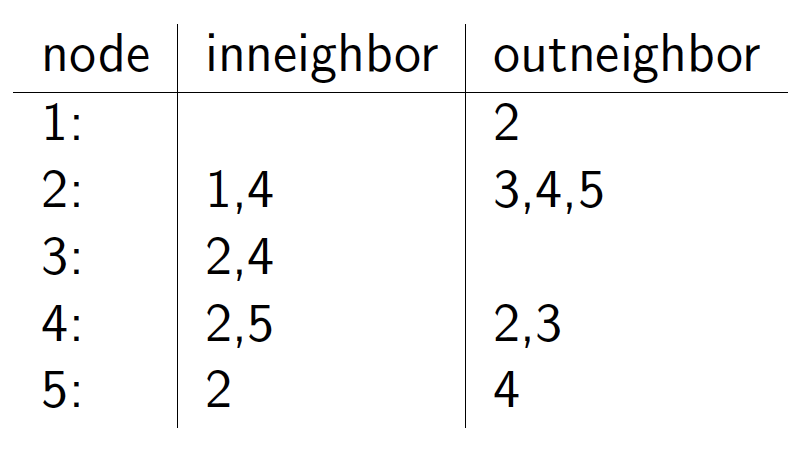 node inneighbor outneighbor
1: 2
2: 1,4 3,4,5
3: 2,4
4: 2,5 2,3
5: 2 4